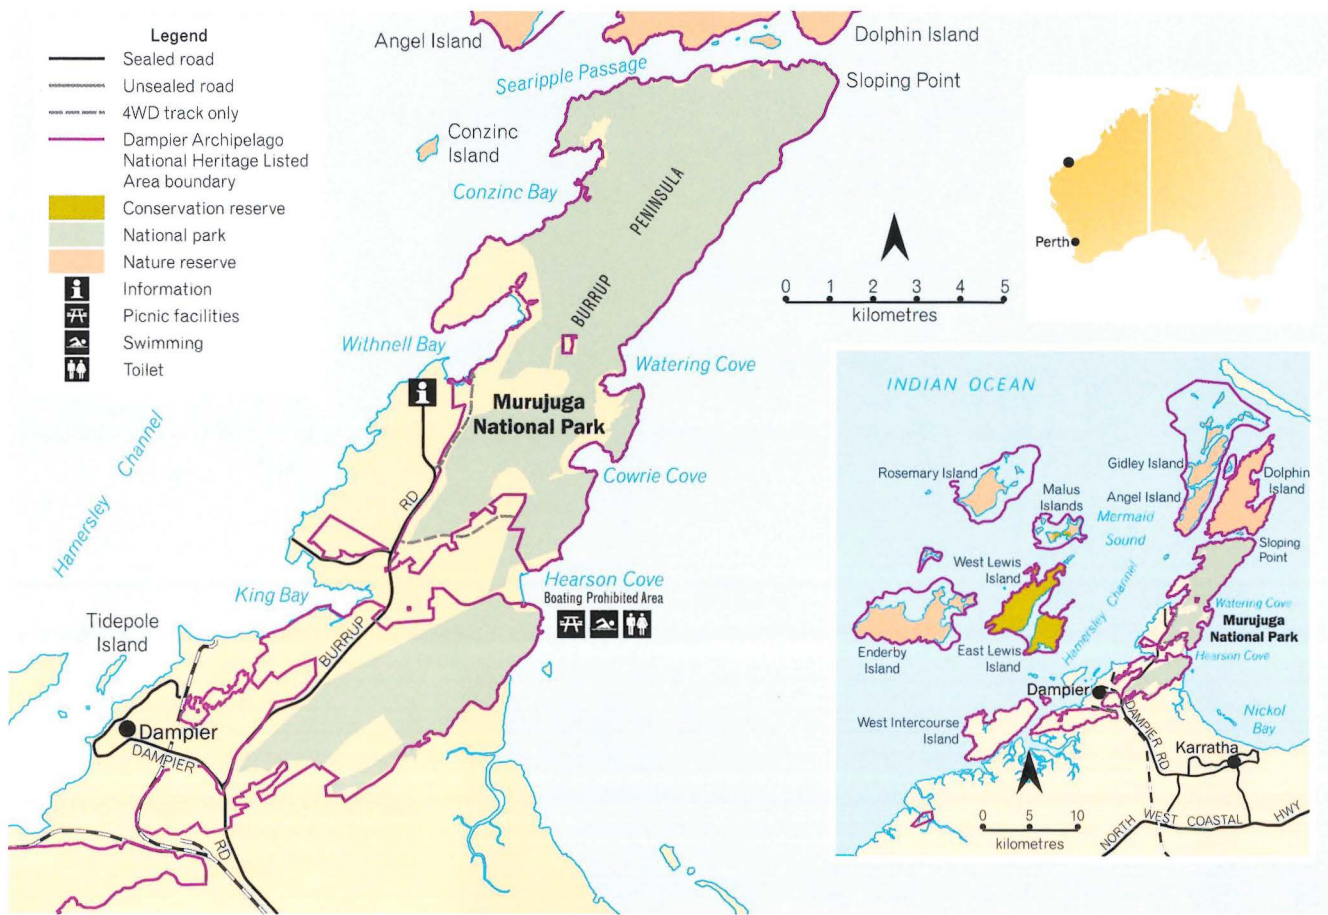 Legend
Sealed road
Unsealed road
4WD track only
Dampier Archipelago
National Heritage Listed
Area boundary
Conservation reserve
National park
Nature reserve
Information
Picnic facilities
Swimming
Toilet
Angel Island
Dolphin Island
Searipple Passage
Sloping Point
Conzinc
Island
Conzinc Bay
PENINSULA
BURRUP
Withnell Bay
Watering Cove
Murujuga
National Park
Cowrie Cove
Hamersley Channel
RD
King Bay
Hearson Cove
Boating Prohibited Area
Tidepole
Island
BURRUP
Dampier
DAMPIER
RD
Perth
0 1 2 3 4 5
kilometres
INDIAN OCEAN
Rosemary Island
Gidley Island
Dolphin
Island
Malus
Islands
Angel Island
Mermaid
Sound
Sloping
Point
West Lewis
Island
Hamersley Channel
Watering Cove
Murujuga
National Park
Enderby
Island
East Lewis
Island
Hearson Cove
Dampier
West Intercourse
Island
DAMPIER RD
Nickol
Bay
Karratha
0 5 10
kilometres
NORTH WEST COASTAL HWY